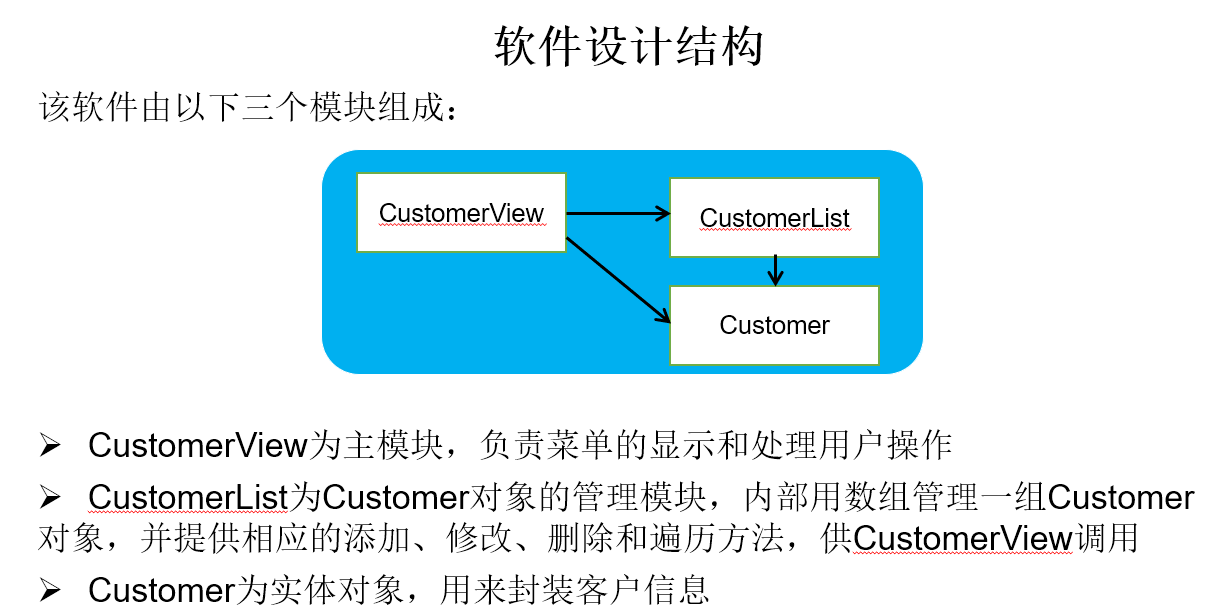 软件设计结构
该软件由以下三个模块组成：
CustomerView
CustomerList
Customer
➢ CustomerView为主模块，负责菜单的显示和处理用户操作
➢ CustomerList为Customer对象的管理模块，内部用数组管理一组Customer
对象，并提供相应的添加、修改、删除和遍历方法，供CustomerView调用
➢ Customer为实体对象，用来封装客户信息